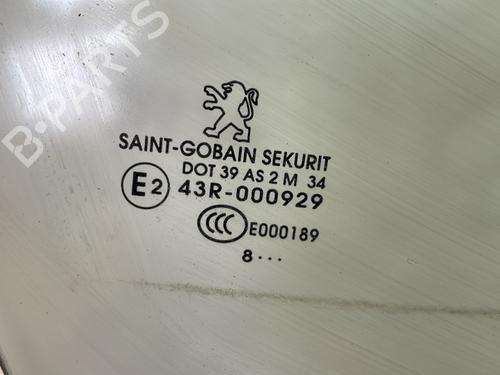 B-PARTS
SAINT-GOBAIN SEKURIT
DOT 39 AS 2 M 34
E2 43R-000929
CCC E000189
8...